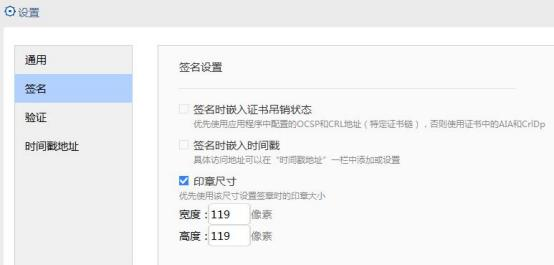 设置
通用
签名
验证
时间戳地址
签名设置
签名时嵌入证书吊销状态
优先使用应用程序中配置的OCSP和CRL地址（特定证书链），否则使用证书中的AIA和CrlDp
签名时嵌入时间戳
具体访问地址可以在“时间戳地址”一栏中添加或设置
印章尺寸
优先使用该尺寸设置签章时的印章大小
宽度：119 像素
高度：119 像素